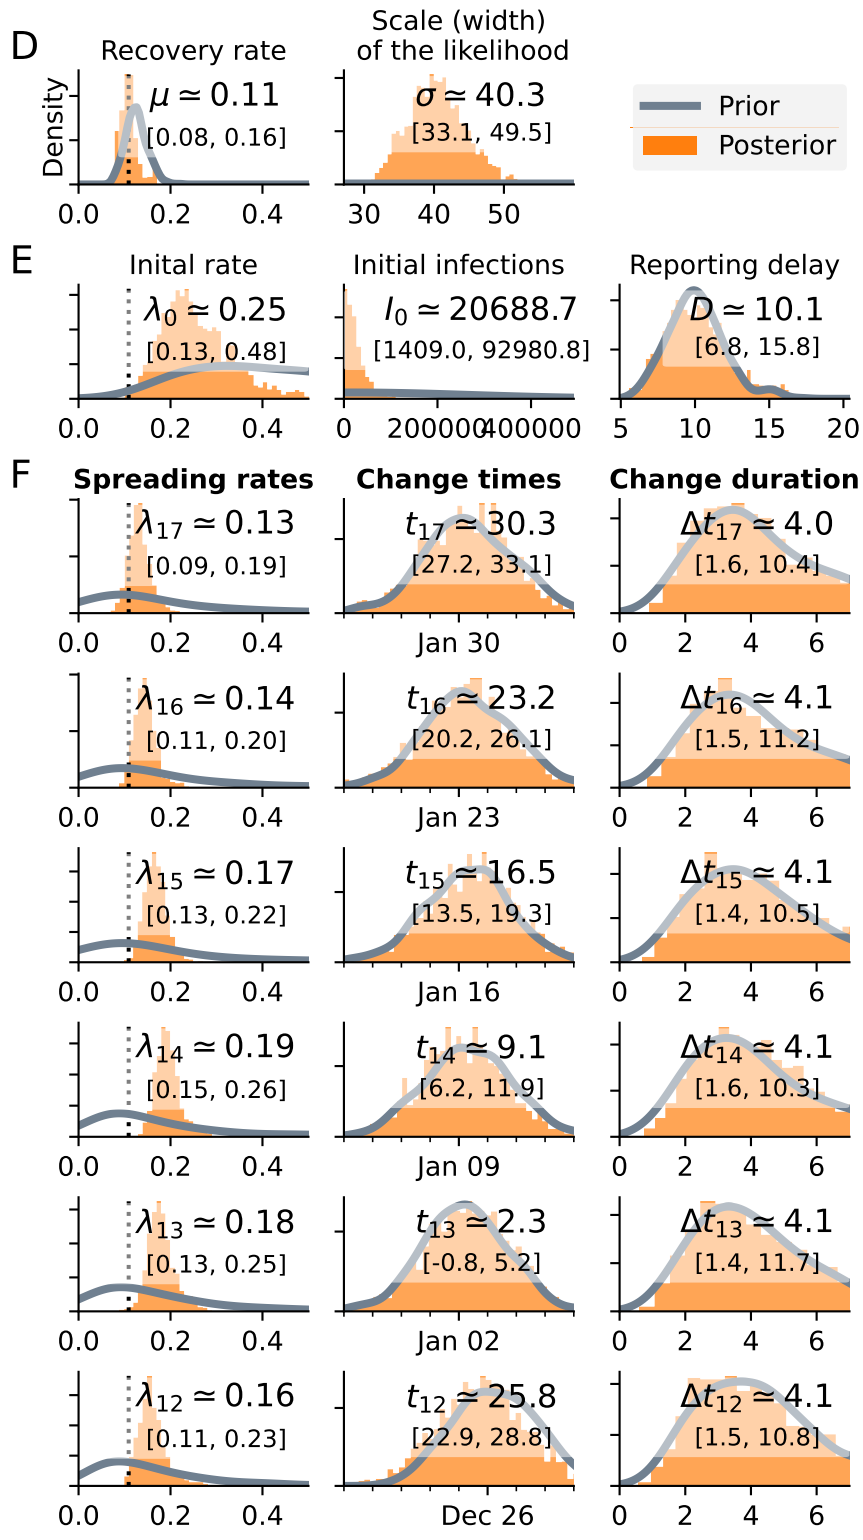 D
Recovery rate
Density
μ ≃ 0.11
[0.08, 0.16]
0.0 0.2 0.4
Scale (width)
of the likelihood
σ ≃ 40.3
[33.1, 49.5]
30 40 50
Prior
Posterior
E
Inital rate
λ0 ≃ 0.25
[0.13, 0.48]
0.0 0.2 0.4
Initial infections
I0 ≃ 20688.7
[1409.0, 92980.8]
0 200000 400000
Reporting delay
D ≃ 10.1
[6.8, 15.8]
5 10 15 20
F
Spreading rates Change times Change duration
λ17 ≃ 0.13
[0.09, 0.19]
0.0 0.2 0.4
t17 ≃ 30.3
[27.2, 33.1]
Jan 30
Δt17 ≃ 4.0
[1.6, 10.4]
0 2 4 6
λ16 ≃ 0.14
[0.11, 0.20]
0.0 0.2 0.4
t16 ≃ 23.2
[20.2, 26.1]
Jan 23
Δt16 ≃ 4.1
[1.5, 11.2]
0 2 4 6
λ15 ≃ 0.17
[0.13, 0.22]
0.0 0.2 0.4
t15 ≃ 16.5
[13.5, 19.3]
Jan 16
Δt15 ≃ 4.1
[1.4, 10.5]
0 2 4 6
λ14 ≃ 0.19
[0.15, 0.26]
0.0 0.2 0.4
t14 ≃ 9.1
[6.2, 11.9]
Jan 09
Δt14 ≃ 4.1
[1.6, 10.3]
0 2 4 6
λ13 ≃ 0.18
[0.13, 0.25]
0.0 0.2 0.4
t13 ≃ 2.3
[-0.8, 5.2]
Jan 02
Δt13 ≃ 4.1
[1.4, 11.7]
0 2 4 6
λ12 ≃ 0.16
[0.11, 0.23]
0.0 0.2 0.4
t12 ≃ 25.8
[22.9, 28.8]
Dec 26
Δt12 ≃ 4.1
[1.5, 10.8]
0 2 4 6